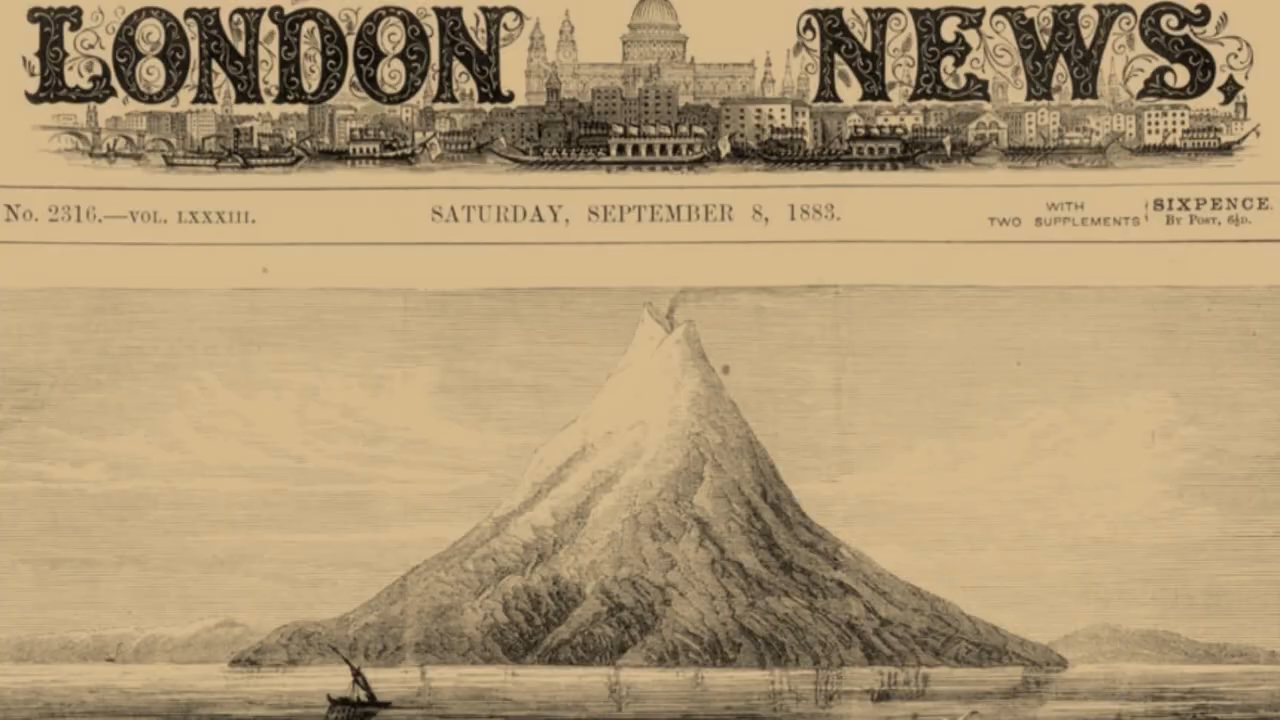 LONDON NEWS.
No. 2316.—VOL. LXXXIII. SATURDAY, SEPTEMBER 8, 1883. WITH TWO SUPPLEMENTS SIXPENCE. By Post, 6½D.